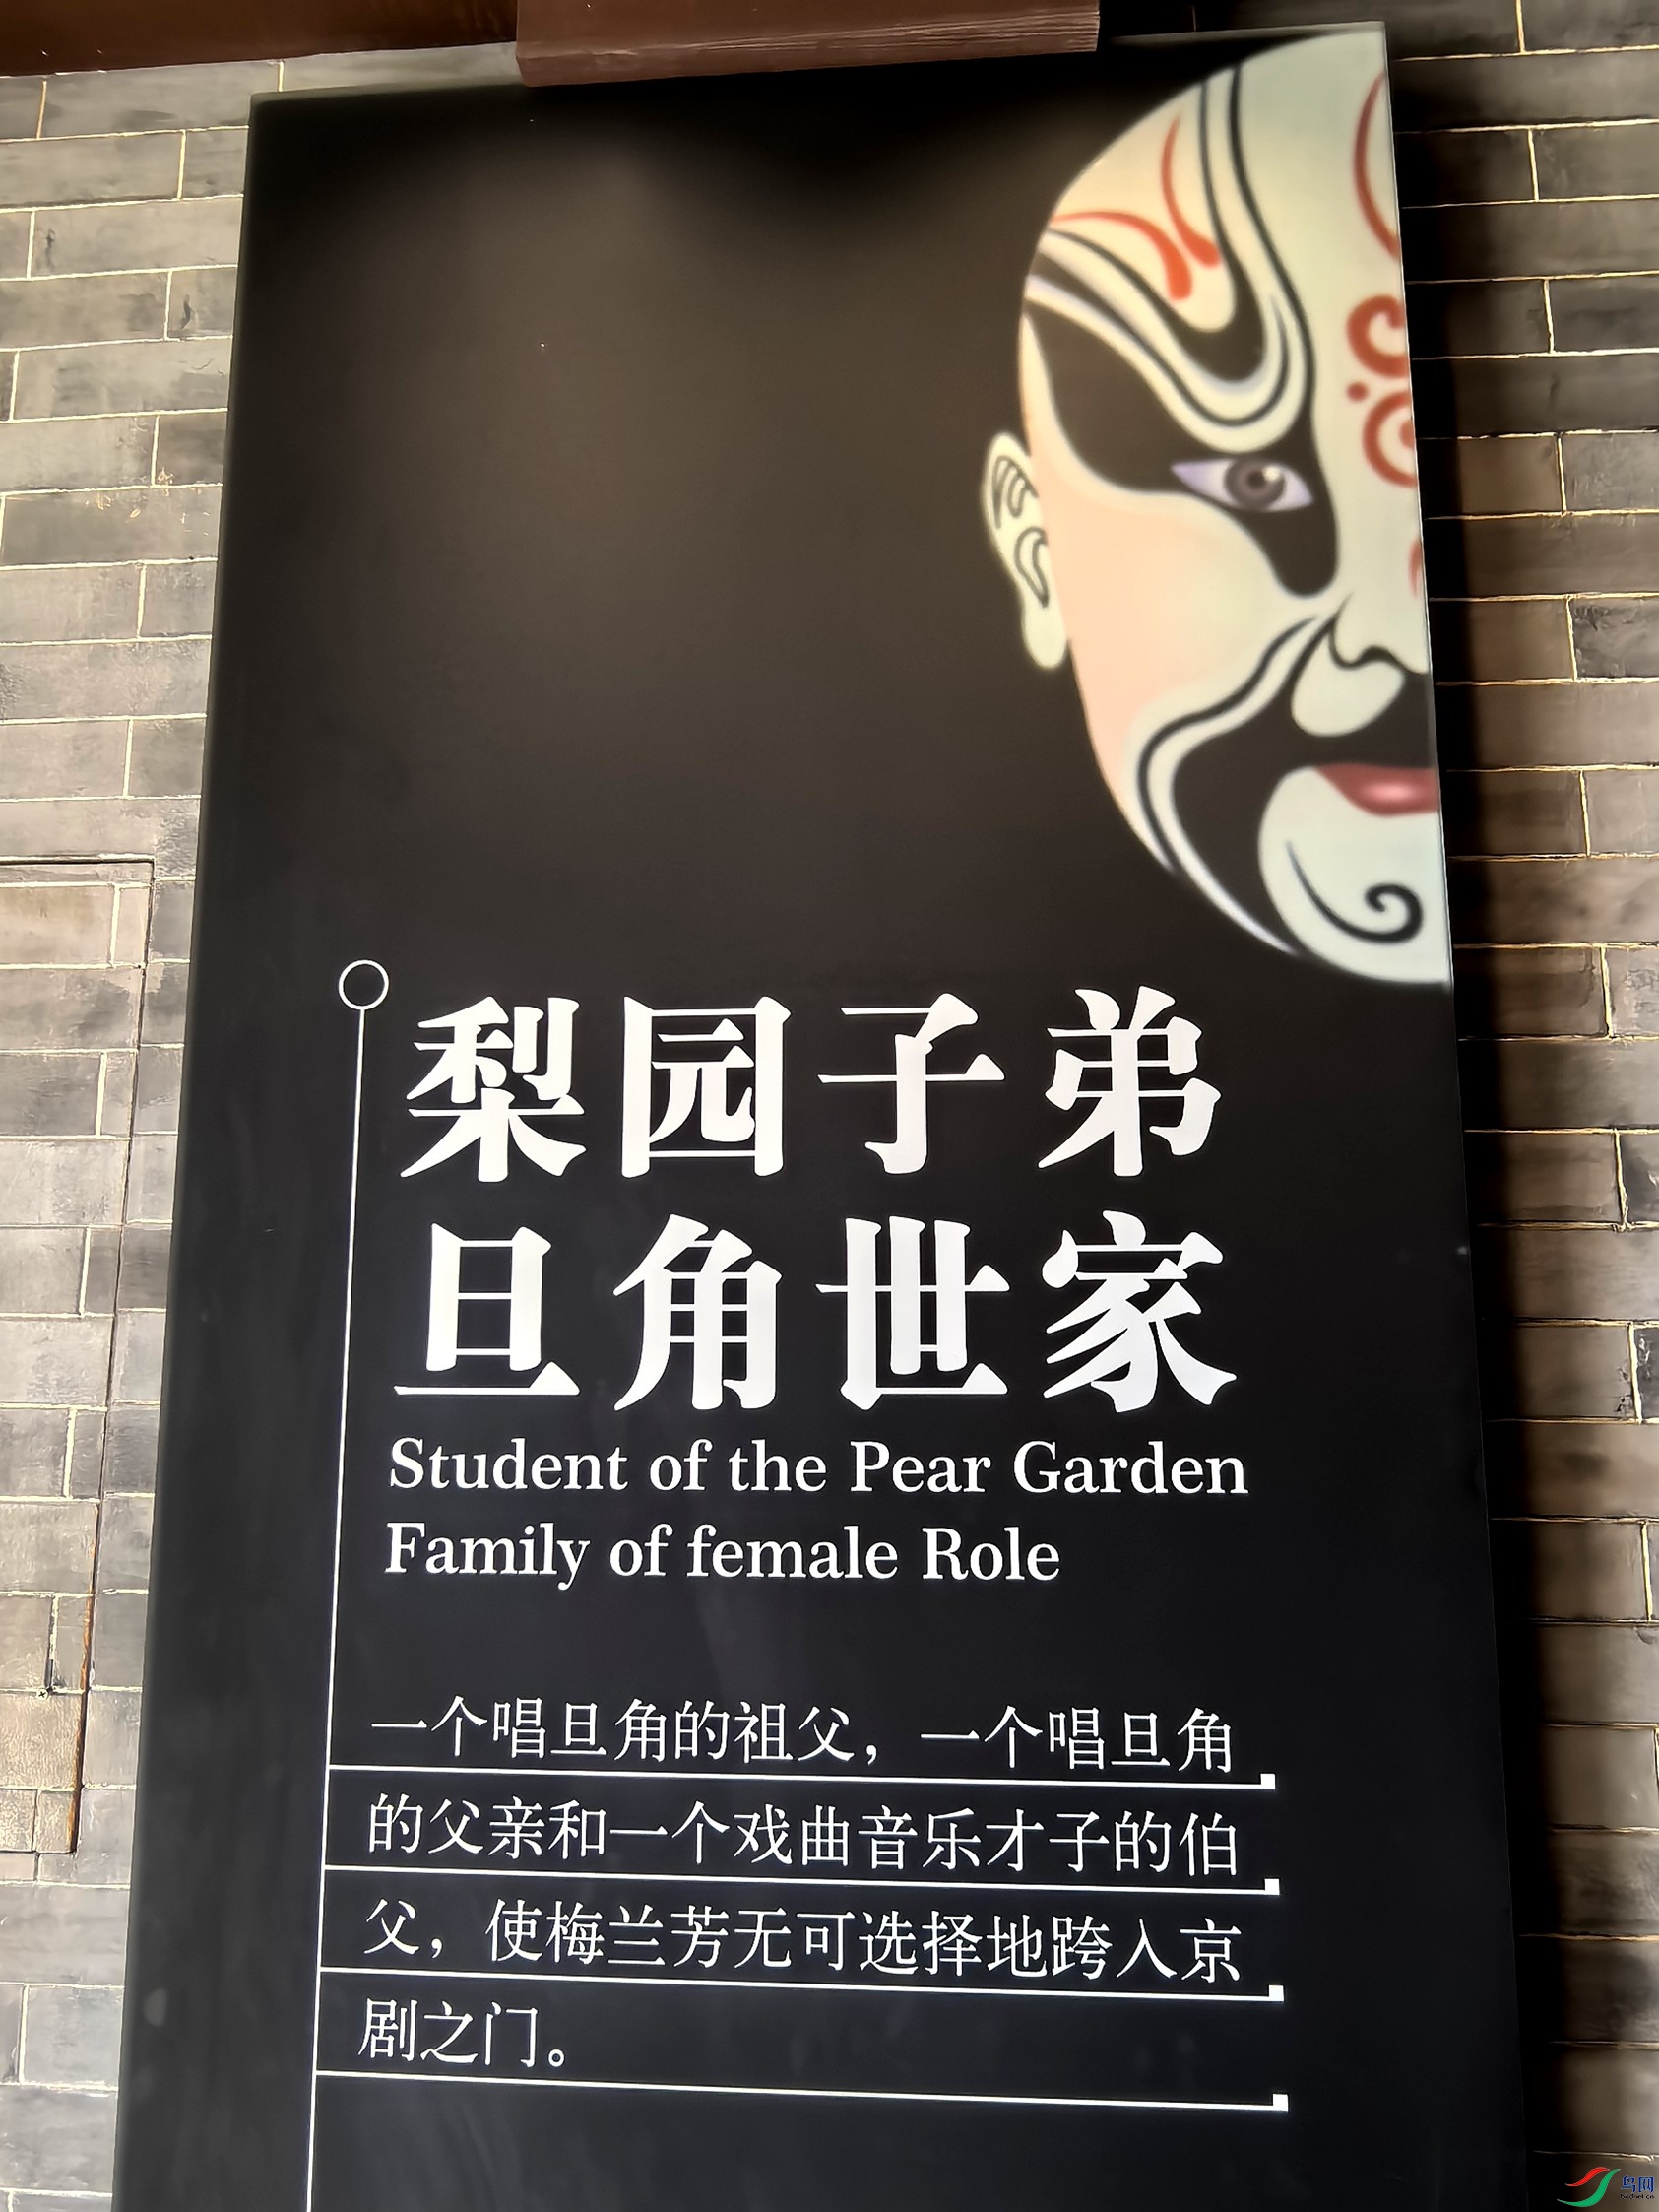 梨园子弟
旦角世家
Student of the Pear Garden
Family of female Role
一个唱旦角的祖父，一个唱旦角
的父亲和一个戏曲音乐才子的伯
父，使梅兰芳无可选择地跨入京
剧之门。
鸟网